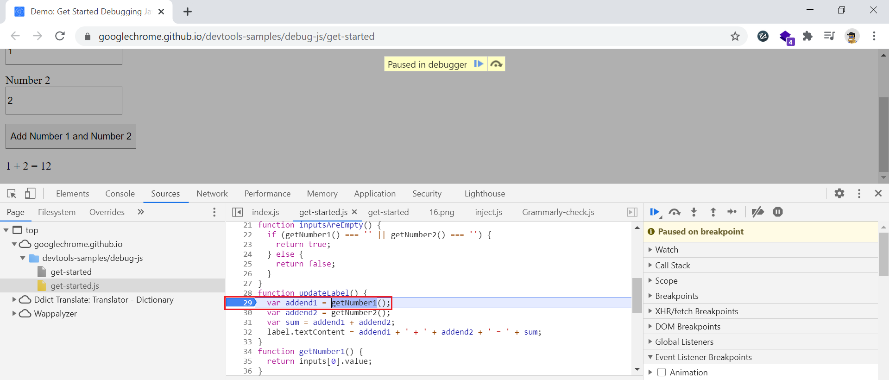 Demo: Get Started Debugging Ja
googlechrome.github.io/devtools-samples/debug-js/get-started
4
1
Paused in debugger
Number 2
2
Add Number 1 and Number 2
1 + 2 = 12
Elements Console Sources Network Performance Memory Application Security Lighthouse
Page Filesystem Overrides »
index.js get-started.js × get-started 16.png inject.js Grammarly-check.js
top
googlechrome.github.io
devtools-samples/debug-js
get-started
get-started.js
Ddict Translate: Translator - Dictionary
Wappalyzer
21 function inputsAreEmpty() {
22 if (getNumber1() === '' || getNumber2() === '') {
23 return true;
24 } else {
25 return false;
26 }
27 }
28 function updateLabel() {
29 var addend1 = getNumber1();
30 var addend2 = getNumber2();
31 var sum = addend1 + addend2;
32 label.textContent = addend1 + ' + ' + addend2 + ' = ' + sum;
33 }
34 function getNumber1() {
35 return inputs[0].value;
36 }
Paused on breakpoint
Watch
Call Stack
Scope
Breakpoints
XHR/fetch Breakpoints
DOM Breakpoints
Global Listeners
Event Listener Breakpoints
Animation